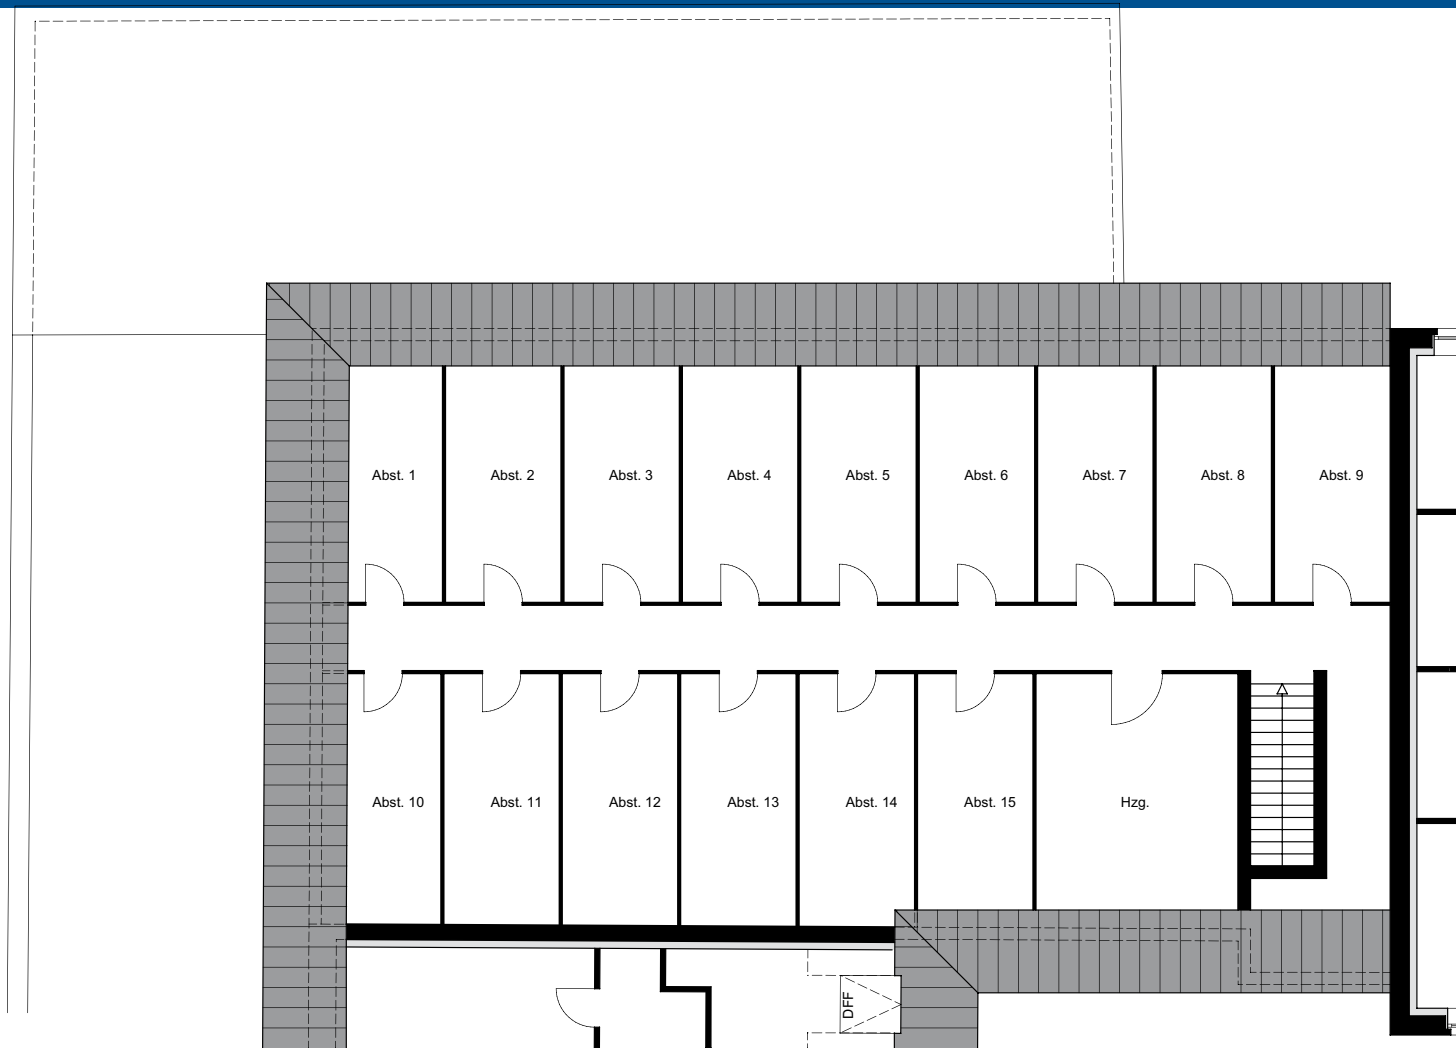 Abst. 1
Abst. 2
Abst. 3
Abst. 4
Abst. 5
Abst. 6
Abst. 7
Abst. 8
Abst. 9
Abst. 10
Abst. 11
Abst. 12
Abst. 13
Abst. 14
Abst. 15
Hzg.
DFF